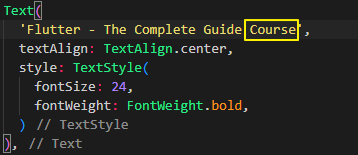 Text(
'Flutter - The Complete Guide Course',
textAlign: TextAlign.center,
style: TextStyle(
fontSize: 24,
fontWeight: FontWeight.bold,
) // TextStyle
), // Text